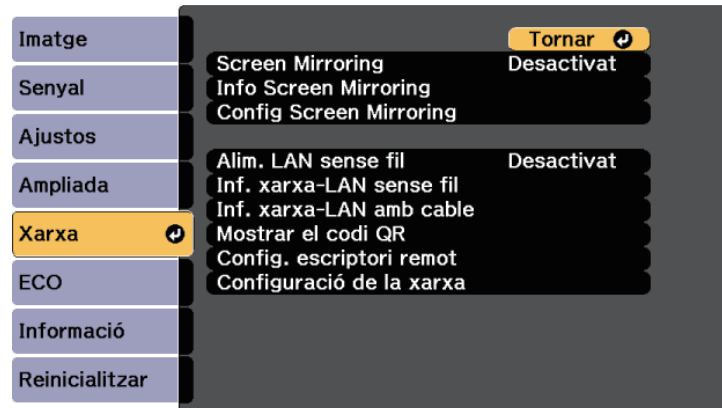 Imatge
Senyal
Ajustos
Ampliada
Xarxa
ECO
Informació
Reinicialitzar
Tornar
Screen Mirroring Desactivat
Info Screen Mirroring
Config Screen Mirroring
Alim. LAN sense fil Desactivat
Inf. xarxa-LAN sense fil
Inf. xarxa-LAN amb cable
Mostrar el codi QR
Config. escriptori remot
Configuració de la xarxa